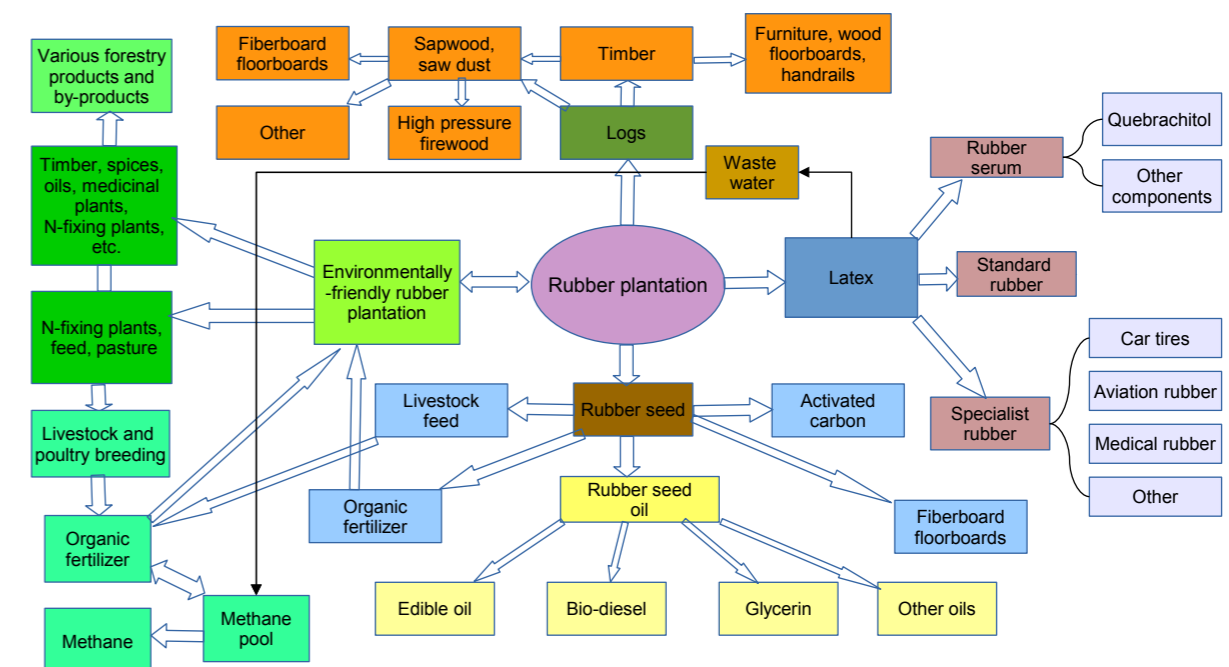 Various forestry
products and
by-products
Fiberboard
floorboards
Sapwood,
saw dust
Timber
Furniture, wood
floorboards,
handrails
Other
High pressure
firewood
Logs
Quebrachitol
Timber, spices,
oils, medicinal
plants,
N-fixing plants,
etc.
Waste
water
Rubber
serum
Other
components
Environmentally
-friendly rubber
plantation
Rubber plantation
Latex
Standard
rubber
N-fixing plants,
feed, pasture
Car tires
Livestock
feed
Rubber seed
Activated
carbon
Aviation rubber
Specialist
rubber
Livestock and
poultry breeding
Medical rubber
Organic
fertilizer
Rubber seed
oil
Other
Fiberboard
floorboards
Organic
fertilizer
Edible oil
Bio-diesel
Glycerin
Other oils
Methane
pool
Methane